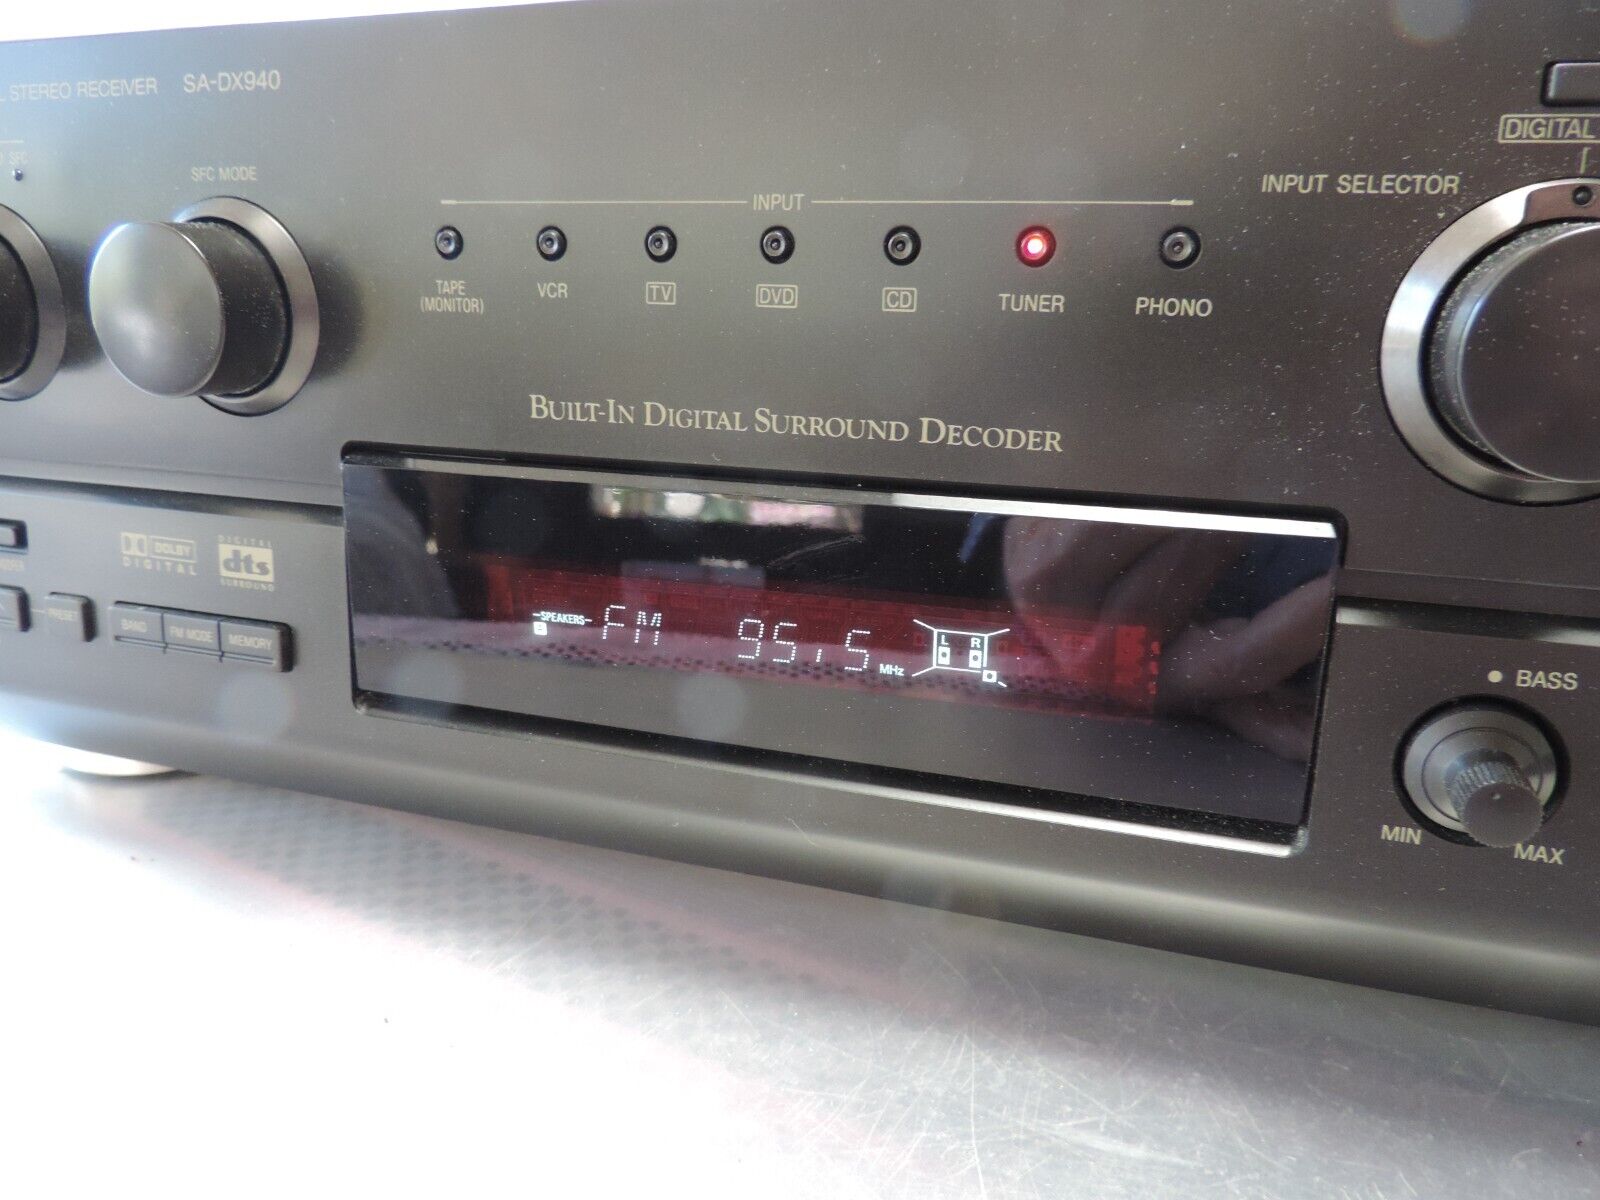 L STEREO RECEIVER SA-DX940
SFC
SFC MODE
INPUT
TAPE
(MONITOR)
VCR
TV
DVD
CD
TUNER
PHONO
INPUT SELECTOR
DIGITAL
BUILT-IN DIGITAL SURROUND DECODER
DOLBY
DIGITAL
DIGITAL
dts
SURROUND
PRESET
BAND
FM MODE
MEMORY
SPEAKERS
FM 95.5 MHz
L R
BASS
MIN
MAX